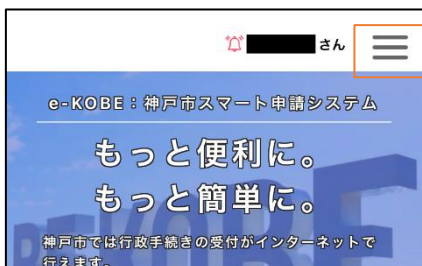 さん
e-KOBE：神戸市スマート申請システム
もっと便利に。
もっと簡単に。
神戸市では行政手続きの受付がインターネットで
行えます。
BE KOBE